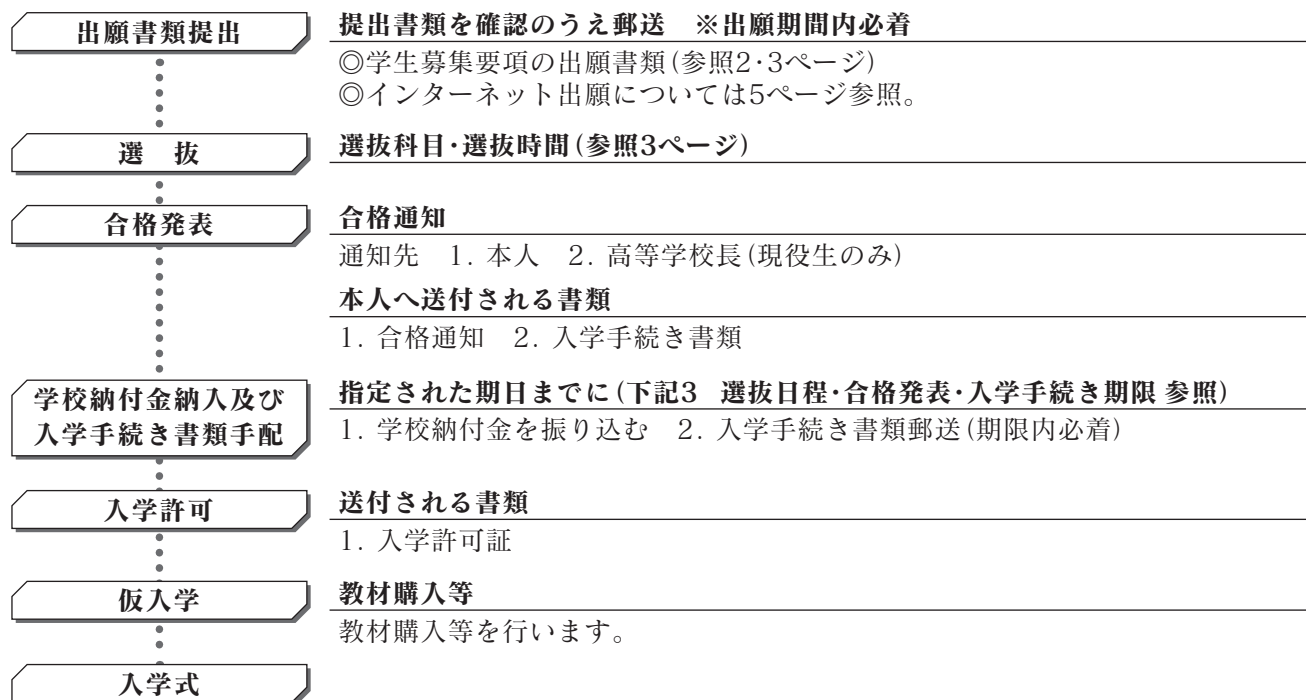 出願書類提出
提出書類を確認のうえ郵送　※出願期間内必着
◎学生募集要項の出願書類(参照2・3ページ)
◎インターネット出願については5ページ参照。
選　抜
選抜科目・選抜時間(参照3ページ)
合格発表
合格通知
通知先　1. 本人　2. 高等学校長(現役生のみ)
本人へ送付される書類
1. 合格通知　2. 入学手続き書類
学校納付金納入及び
入学手続き書類手配
指定された期日までに(下記3　選抜日程・合格発表・入学手続き期限 参照)
1. 学校納付金を振り込む　2. 入学手続き書類郵送(期限内必着)
入学許可
送付される書類
1. 入学許可証
仮入学
教材購入等
教材購入等を行います。
入学式